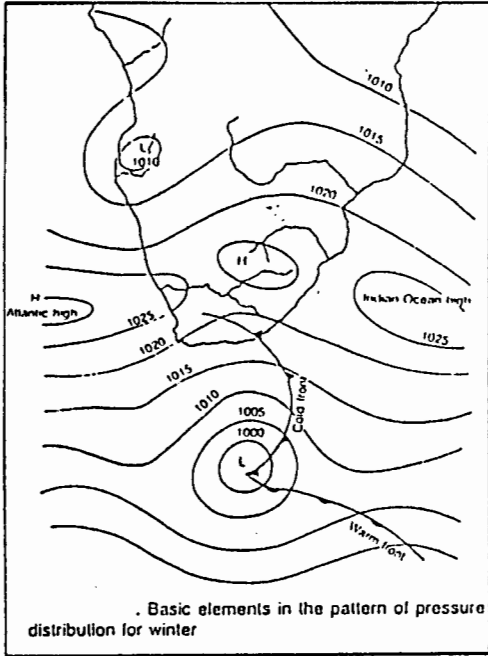 1010
1015
L
1010
1020
H
H
Atlantic high
Indian Ocean high
1025
1025
1020
1015
1010
1005
1000
Cold front
L
Warm front
. Basic elements in the pattern of pressure
distribution for winter